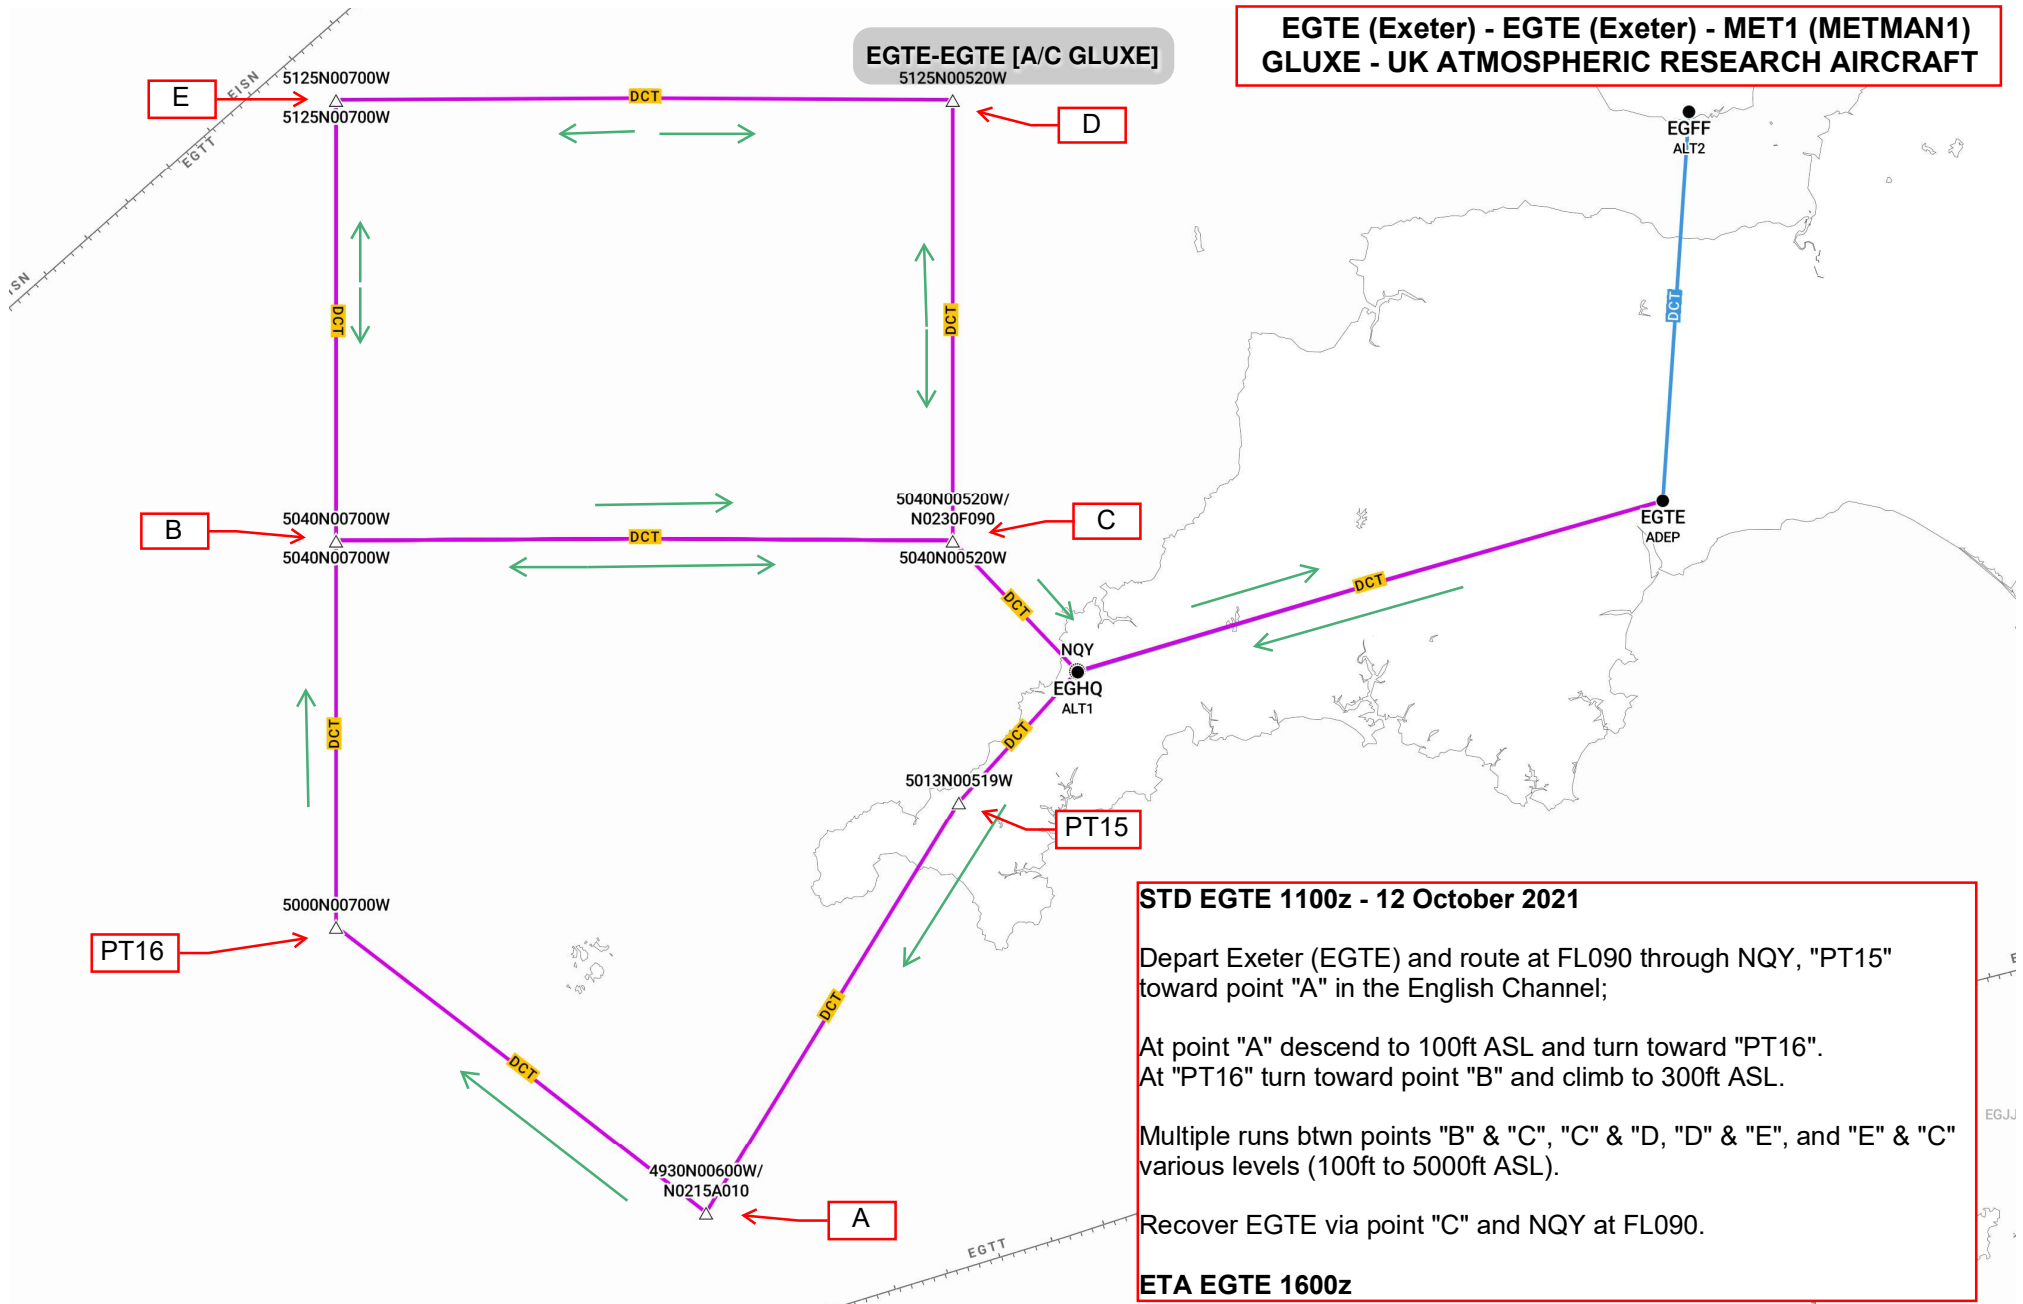 EGTE (Exeter) - EGTE (Exeter) - MET1 (METMAN1)
GLUXE - UK ATMOSPHERIC RESEARCH AIRCRAFT
EGTE-EGTE [A/C GLUXE]
5125N00700W
5125N00700W
5125N00520W
E
D
EISN
EGTT
ISN
DCT
EGFF
ALT2
DCT
DCT
DCT
5040N00700W
5040N00700W
B
DCT
5040N00520W/
N0230F090
5040N00520W
C
EGTE
ADEP
DCT
DCT
NQY
EGHQ
ALT1
DCT
DCT
5013N00519W
PT15
5000N00700W
PT16
DCT
DCT
4930N00600W/
N0215A010
A
EGTT
EGJJ
STD EGTE 1100z - 12 October 2021
Depart Exeter (EGTE) and route at FL090 through NQY, "PT15"
toward point "A" in the English Channel;
At point "A" descend to 100ft ASL and turn toward "PT16".
At "PT16" turn toward point "B" and climb to 300ft ASL.
Multiple runs btwn points "B" & "C", "C" & "D, "D" & "E", and "E" & "C"
various levels (100ft to 5000ft ASL).
Recover EGTE via point "C" and NQY at FL090.
ETA EGTE 1600z